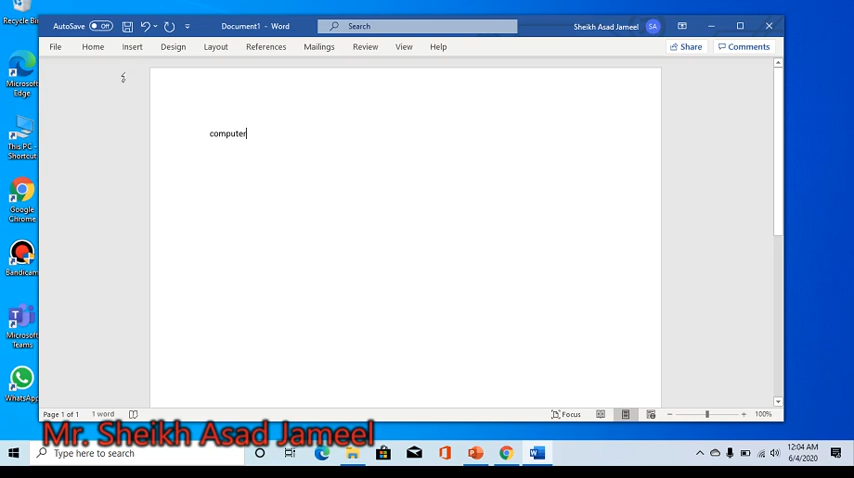 Recycle Bin
AutoSave Off
Document1 - Word
Search
Sheikh Asad Jameel
SA
File Home Insert Design Layout References Mailings Review View Help
Share
Comments
Microsoft
Edge
computer
This PC -
Shortcut
Google
Chrome
Bandicam
Microsoft
Teams
WhatsApp
Page 1 of 1
1 word
Focus
100%
Mr. Sheikh Asad Jameel
Type here to search
12:04 AM
6/4/2020